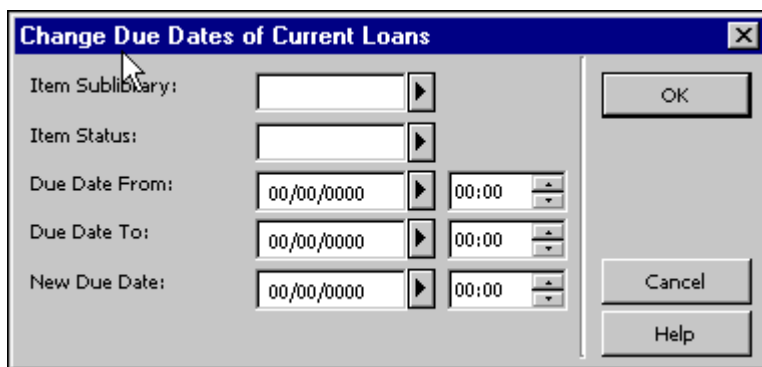 Change Due Dates of Current Loans
Item Sublibrary:
OK
Item Status:
Due Date From: 00/00/0000 00:00
Due Date To: 00/00/0000 00:00
New Due Date: 00/00/0000 00:00
Cancel
Help